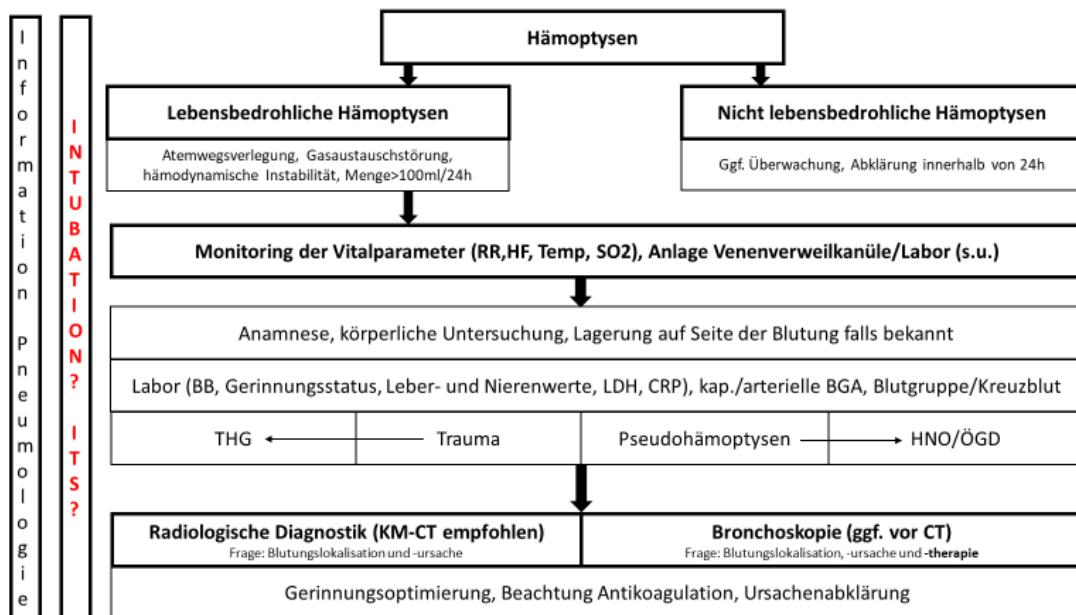 Information Pneumologie
INTUBATION? ITS?
Hämoptysen
Lebensbedrohliche Hämoptysen
Atemwegsverlegung, Gasaustauschstörung,
hämodynamische Instabilität, Menge>100ml/24h
Nicht lebensbedrohliche Hämoptysen
Ggf. Überwachung, Abklärung innerhalb von 24h
Monitoring der Vitalparameter (RR,HF, Temp, SO2), Anlage Venenverweilkanüle/Labor (s.u.)
Anamnese, körperliche Untersuchung, Lagerung auf Seite der Blutung falls bekannt
Labor (BB, Gerinnungsstatus, Leber- und Nierenwerte, LDH, CRP), kap./arterielle BGA, Blutgruppe/Kreuzblut
THG Trauma Pseudohämoptysen HNO/ÖGD
Radiologische Diagnostik (KM-CT empfohlen)
Frage: Blutungslokalisation und -ursache
Bronchoskopie (ggf. vor CT)
Frage: Blutungslokalisation, -ursache und -therapie
Gerinnungsoptimierung, Beachtung Antikoagulation, Ursachenabklärung